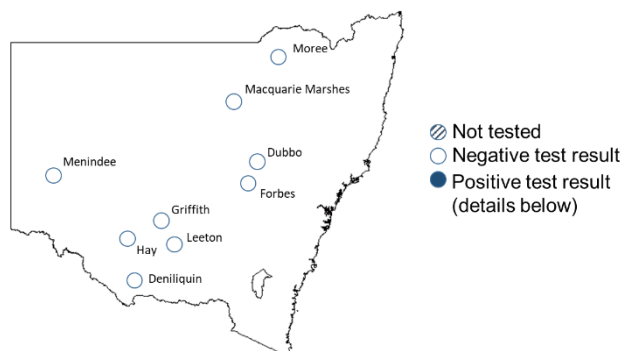 Moree
Macquarie Marshes
Dubbo
Menindee
Forbes
Griffith
Leeton
Hay
Deniliquin
Not tested
Negative test result
Positive test result
(details below)